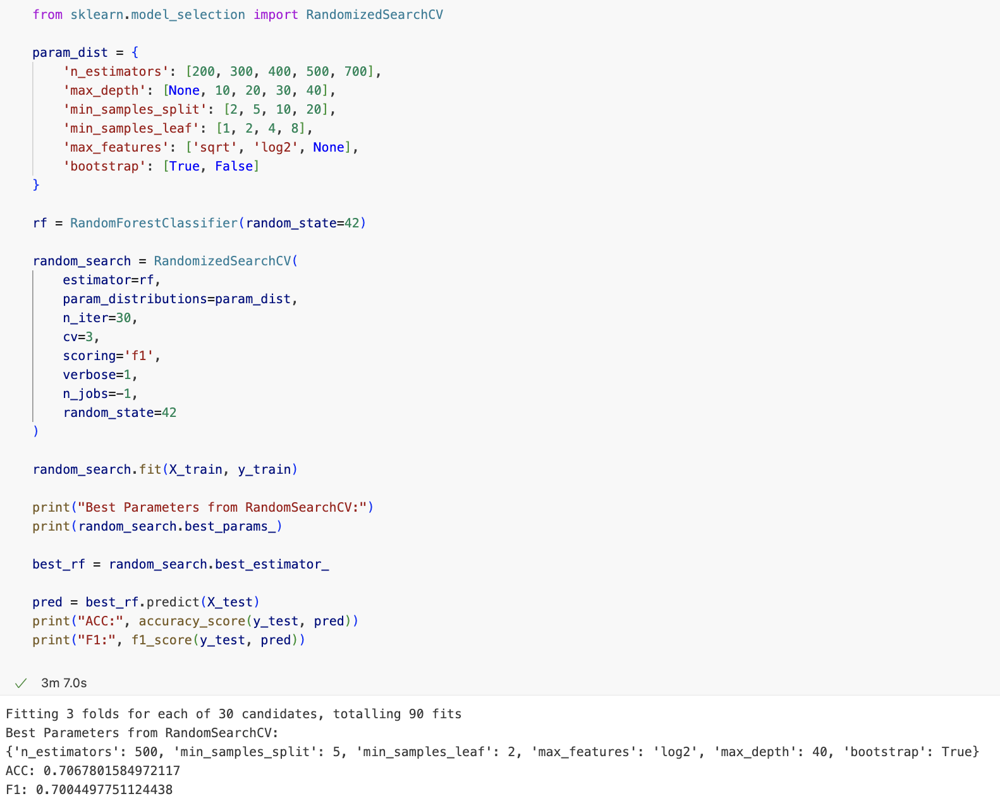 from sklearn.model_selection import RandomizedSearchCV
param_dist = {
    'n_estimators': [200, 300, 400, 500, 700],
    'max_depth': [None, 10, 20, 30, 40],
    'min_samples_split': [2, 5, 10, 20],
    'min_samples_leaf': [1, 2, 4, 8],
    'max_features': ['sqrt', 'log2', None],
    'bootstrap': [True, False]
}
rf = RandomForestClassifier(random_state=42)
random_search = RandomizedSearchCV(
    estimator=rf,
    param_distributions=param_dist,
    n_iter=30,
    cv=3,
    scoring='f1',
    verbose=1,
    n_jobs=-1,
    random_state=42
)
random_search.fit(X_train, y_train)
print("Best Parameters from RandomSearchCV:")
print(random_search.best_params_)
best_rf = random_search.best_estimator_
pred = best_rf.predict(X_test)
print("ACC:", accuracy_score(y_test, pred))
print("F1:", f1_score(y_test, pred))
3m 7.0s
Fitting 3 folds for each of 30 candidates, totalling 90 fits
Best Parameters from RandomSearchCV:
{'n_estimators': 500, 'min_samples_split': 5, 'min_samples_leaf': 2, 'max_features': 'log2', 'max_depth': 40, 'bootstrap': True}
ACC: 0.7067801584972117
F1: 0.7004497751124438